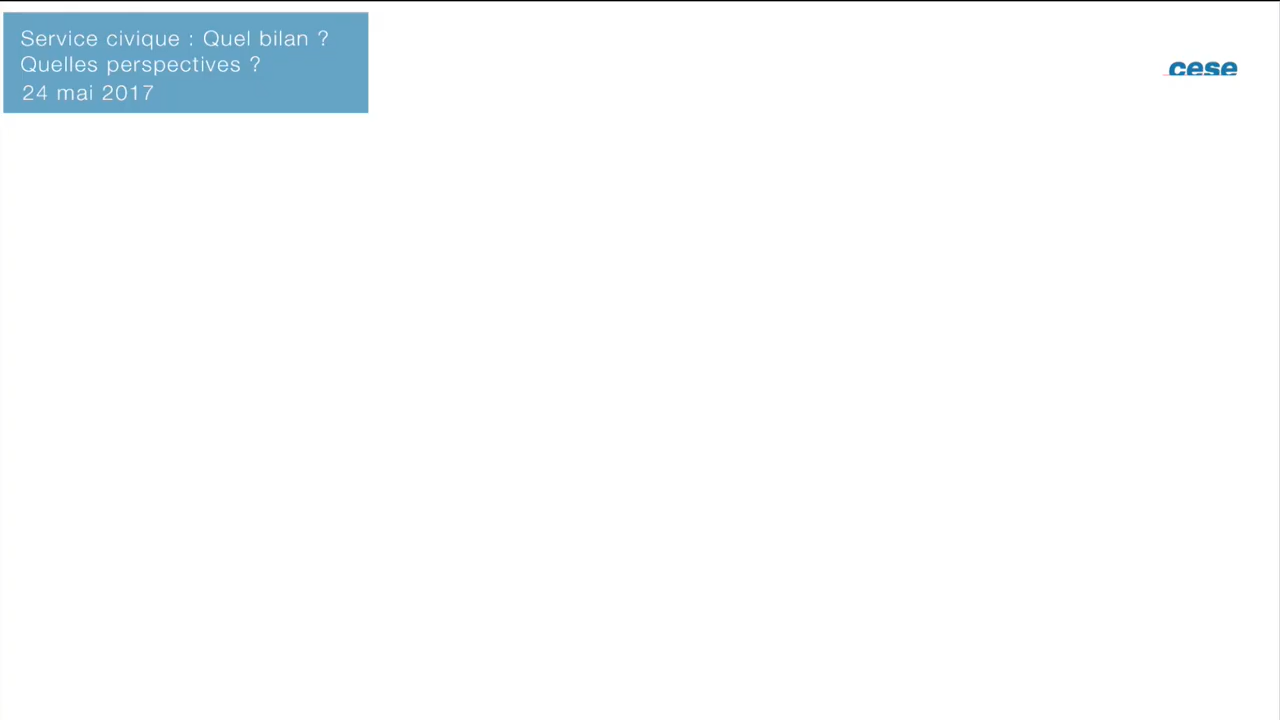 Service civique : Quel bilan ?
Quelles perspectives ?
24 mai 2017
cese